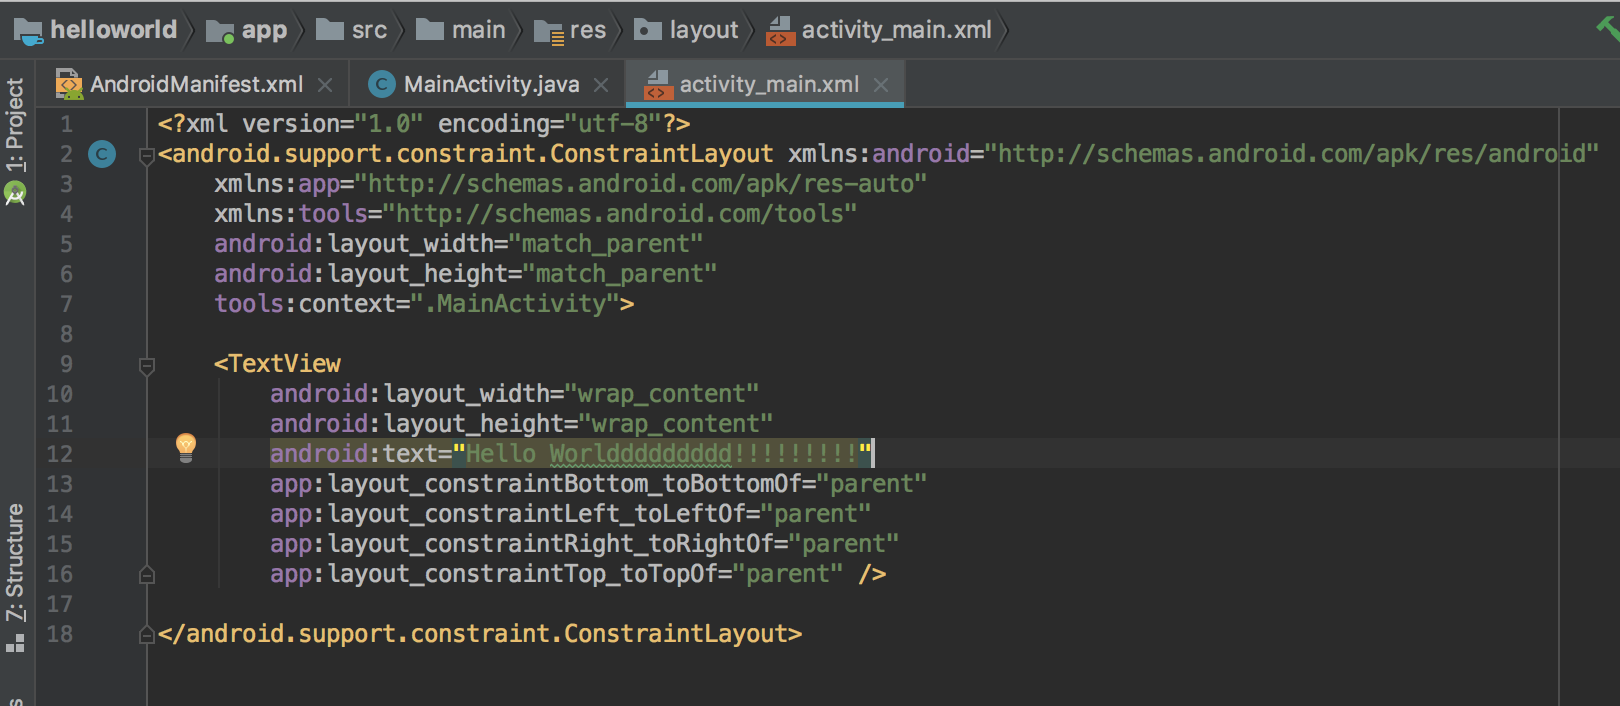 helloworld app src main res layout activity_main.xml
AndroidManifest.xml MainActivity.java activity_main.xml
1: Project
7: Structure
1 <?xml version="1.0" encoding="utf-8"?>
2 C <android.support.constraint.ConstraintLayout xmlns:android="http://schemas.android.com/apk/res/android"
3 xmlns:app="http://schemas.android.com/apk/res-auto"
4 xmlns:tools="http://schemas.android.com/tools"
5 android:layout_width="match_parent"
6 android:layout_height="match_parent"
7 tools:context=".MainActivity">
8
9 <TextView
10 android:layout_width="wrap_content"
11 android:layout_height="wrap_content"
12 android:text="Hello Worldddddddddd!!!!!!!!!"
13 app:layout_constraintBottom_toBottomOf="parent"
14 app:layout_constraintLeft_toLeftOf="parent"
15 app:layout_constraintRight_toRightOf="parent"
16 app:layout_constraintTop_toTopOf="parent" />
17
18 </android.support.constraint.ConstraintLayout>